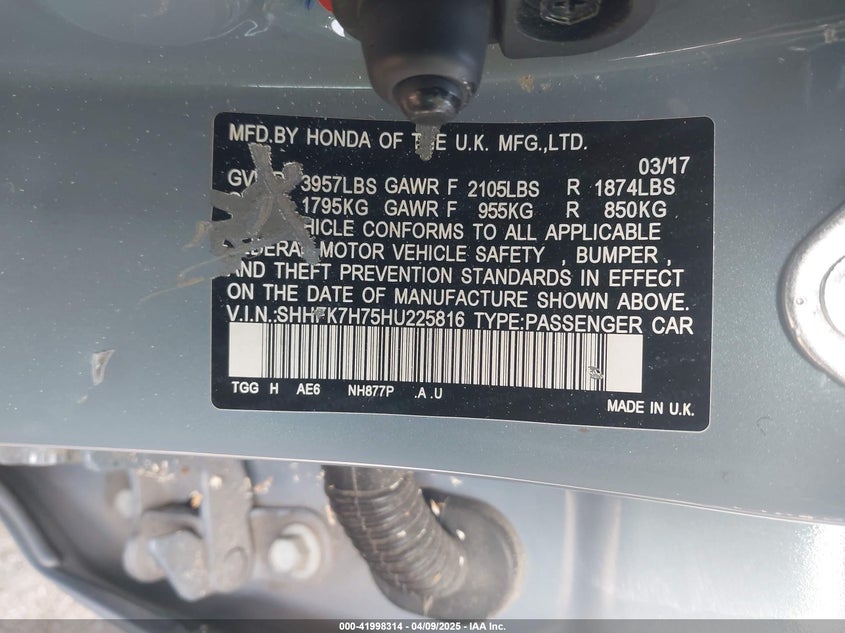 MFD.BY HONDA OF THE U.K. MFG.,LTD.
03/17
3957LBS GAWR F 2105LBS R 1874LBS
1795KG GAWR F 955KG R 850KG
CONFORMS TO ALL APPLICABLE
MOTOR VEHICLE SAFETY , BUMPER ,
AND THEFT PREVENTION STANDARDS IN EFFECT
ON THE DATE OF MANUFACTURE SHOWN ABOVE.
V.I.N.:SHHFK7H75HU225816 TYPE:PASSENGER CAR
TGG H AE6 NH877P .A .U
MADE IN U.K.
000-41998314 - 04/09/2025 - IAA Inc.